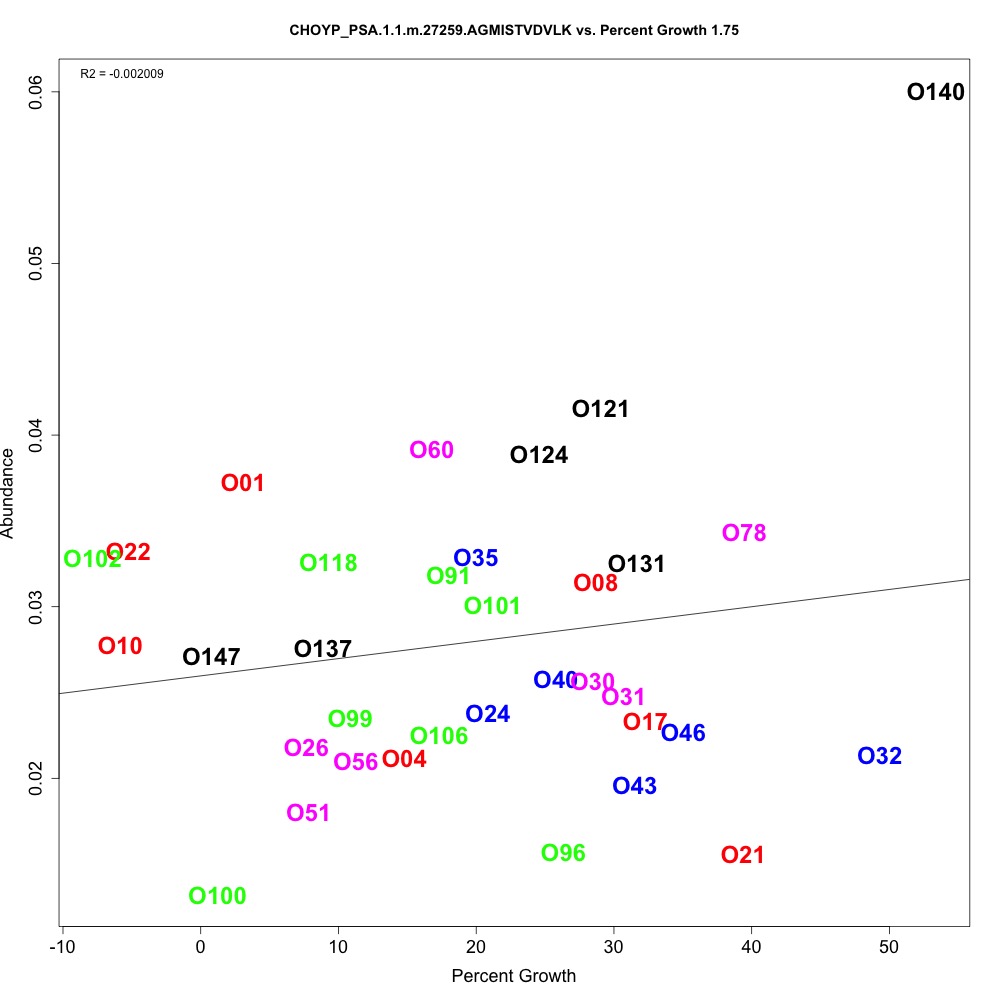 CHOYP_PSA.1.1.m.27259.AGMISTVDVLK vs. Percent Growth 1.75
R2 = -0.002009
0.06
O140
0.05
O121
0.04
O60
O124
O01
O78
O22
O102
O35
O118
O131
O91
O08
0.03
O101
O10
O137
O147
O40
O30
O31
O24
O99
O17
O46
O106
O26
O32
O04
O56
0.02
O43
O51
O96
O21
O100
Abundance
-10 0 10 20 30 40 50
Percent Growth